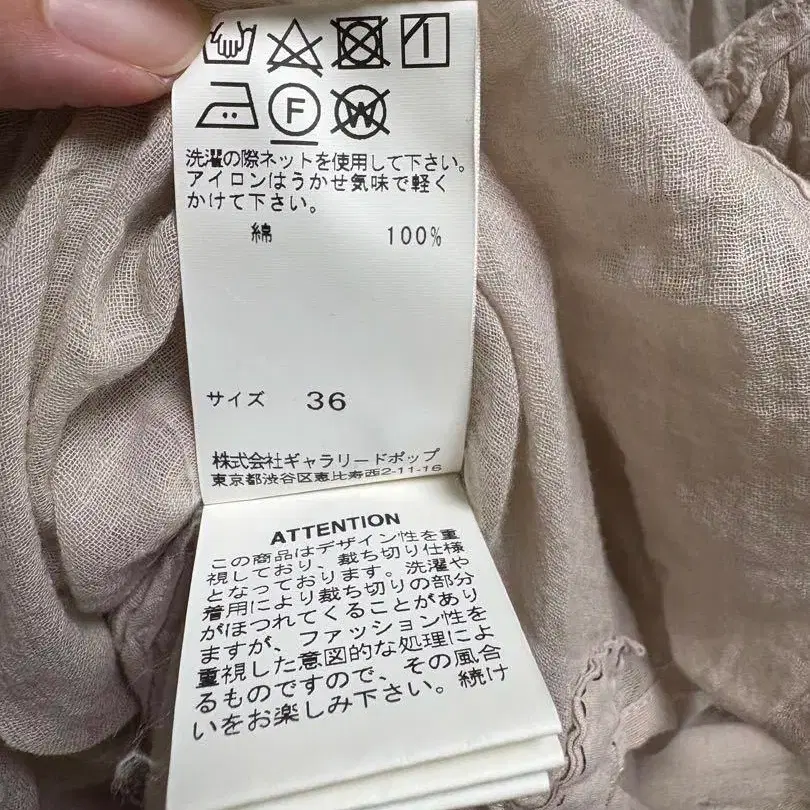 F W
洗濯の際ネットを使用して下さい。
アイロンはうかせ気味で軽く
かけて下さい。
綿 100%
サイズ 36
株式会社ギャラリードポップ
東京都渋谷区恵比寿西2-11-16
ATTENTION
この商品はデザイン性を重
視しており、裁ち切り仕様
となっております。洗濯や
着用により裁ち切りの部分
がほつれてくることがあり
ますが、ファッション性を
重視した意図的な処理によ
るものですので、その風合
いをお楽しみ下さい。続け